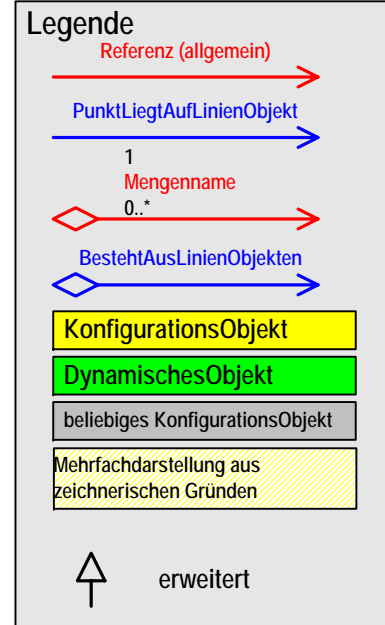 Legende
Referenz (allgemein)
PunktLiegtAufLinienObjekt
1
Mengenname
0..*
BestehtAusLinienObjekten
KonfigurationsObjekt
DynamischesObjekt
beliebiges KonfigurationsObjekt
Mehrfachdarstellung aus
zeichnerischen Gründen
erweitert